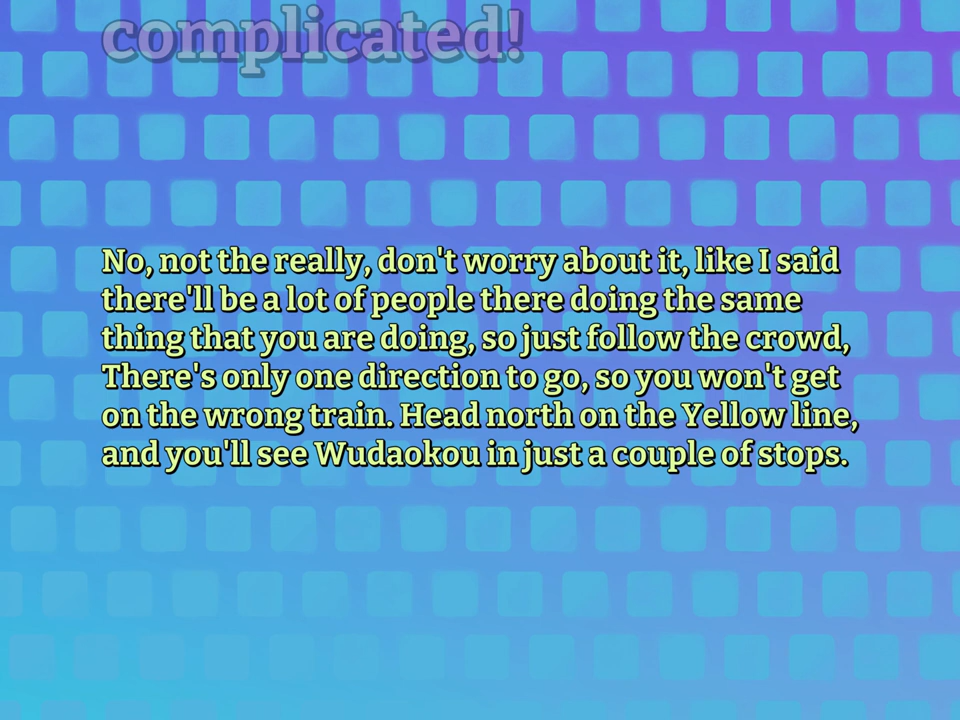 complicated!
No, not the really, don't worry about it, like I said
there'll be a lot of people there doing the same
thing that you are doing, so just follow the crowd,
There's only one direction to go, so you won't get
on the wrong train. Head north on the Yellow line,
and you'll see Wudaokou in just a couple of stops.